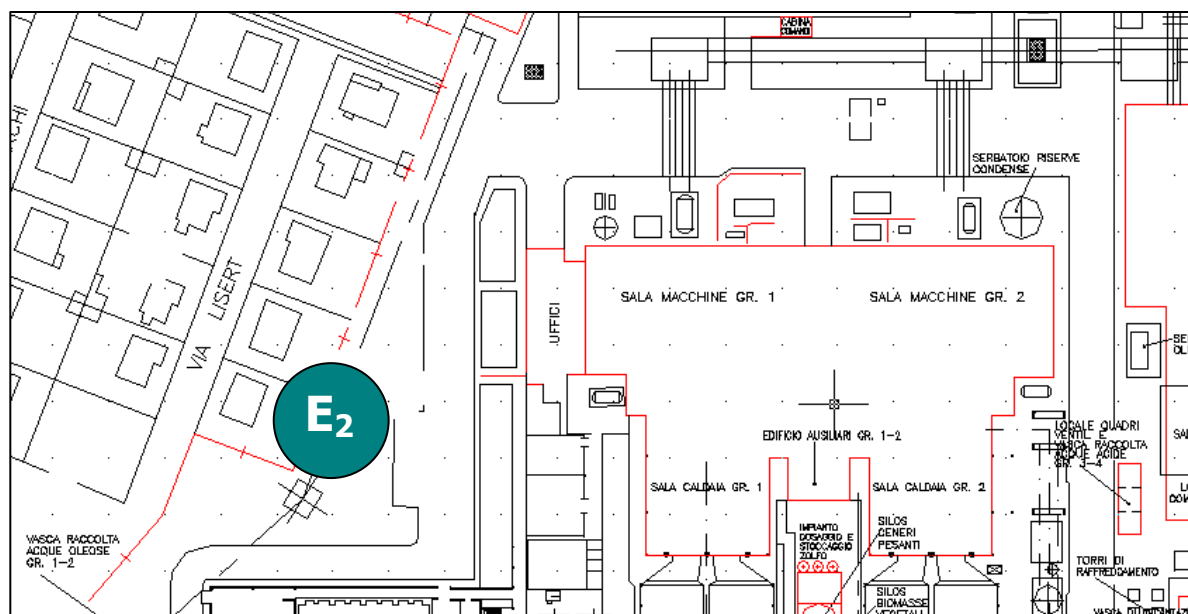 CABINA
COMANDI
SERBATOIO RISERVE
CONDENSE
SALA MACCHINE GR. 1
SALA MACCHINE GR. 2
UFFICI
VIA LISERT
E2
EDIFICIO AUSILIARI GR. 1-2
LOCALE QUADRI
VENTIL E
VASCA RACCOLTA
ACQUE ACIDE
GR. 3-4
SALA CALDAIA GR. 1
SALA CALDAIA GR. 2
IMPIANTO
DOSAGGIO E
STOCCAGGIO
ZOLFO
SILOS
CENERI
PESANTI
VASCA RACCOLTA
ACQUE OLEOSE
GR. 1-2
TORRI DI
RAFFREDDAMENTO
SILOS
BIOMASSE